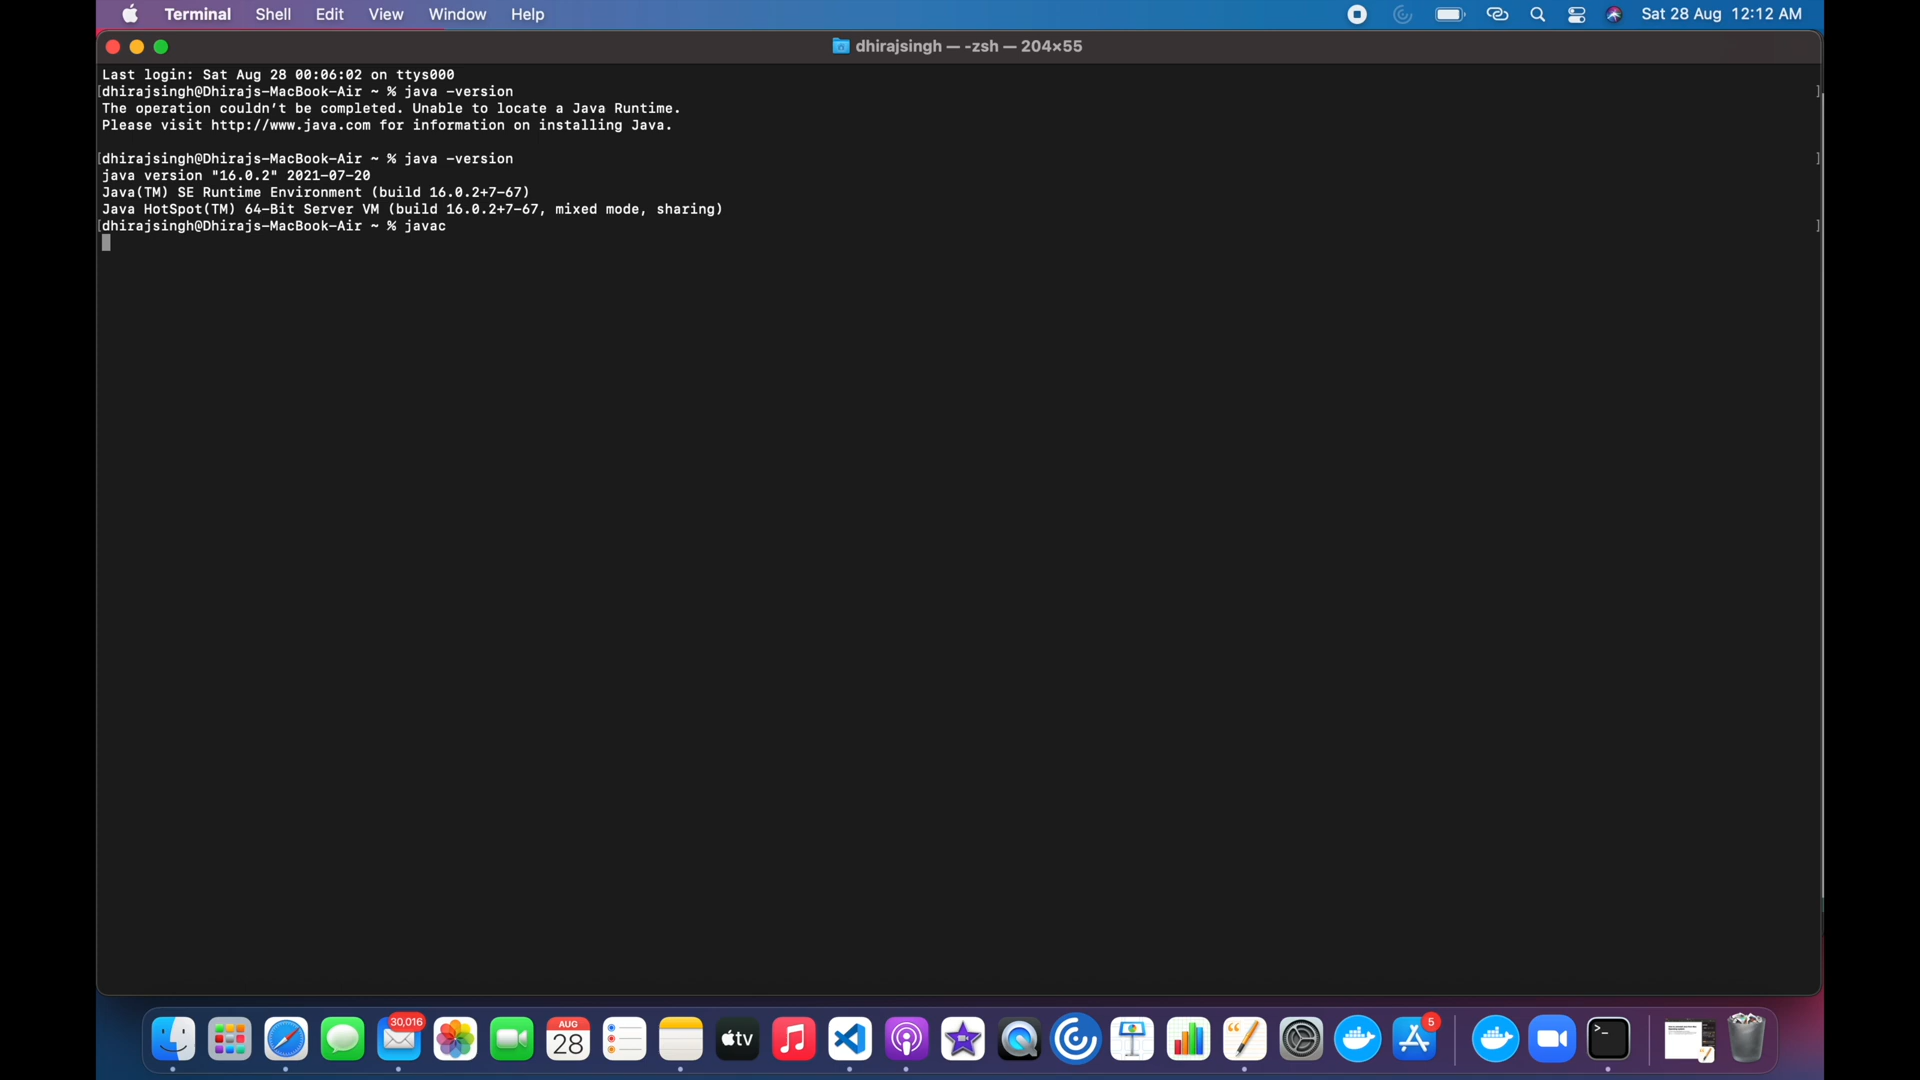 Terminal Shell Edit View Window Help Sat 28 Aug 12:12 AM
dhirajsingh — -zsh — 204×55
Last login: Sat Aug 28 00:06:02 on ttys000
[dhirajsingh@Dhirajs-MacBook-Air ~ % java -version ]
The operation couldn’t be completed. Unable to locate a Java Runtime.
Please visit http://www.java.com for information on installing Java.
[dhirajsingh@Dhirajs-MacBook-Air ~ % java -version ]
java version "16.0.2" 2021-07-20
Java(TM) SE Runtime Environment (build 16.0.2+7-67)
Java HotSpot(TM) 64-Bit Server VM (build 16.0.2+7-67, mixed mode, sharing)
[dhirajsingh@Dhirajs-MacBook-Air ~ % javac ]
30,016
AUG
28
tv
5
>_